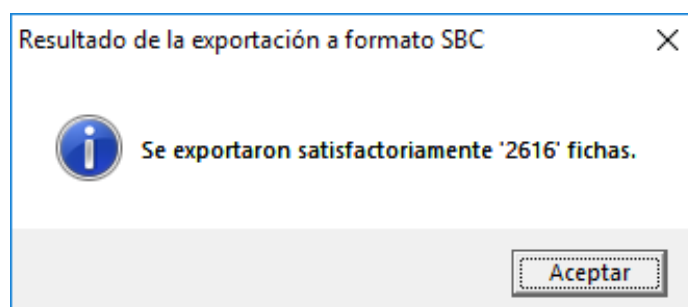 Resultado de la exportación a formato SBC
Se exportaron satisfactoriamente '2616' fichas.
Aceptar